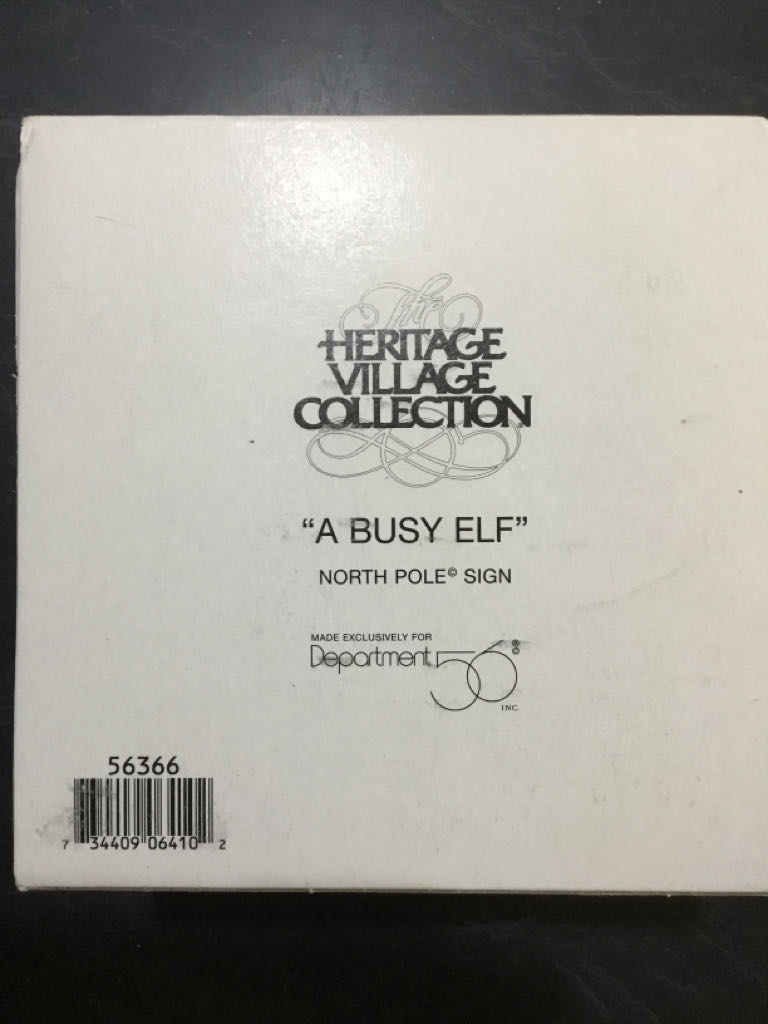 The
HERITAGE
VILLAGE
COLLECTION
“A BUSY ELF”
NORTH POLE© SIGN
MADE EXCLUSIVELY FOR
Department 56 ®©
INC.
56366
7 34409 06410 2